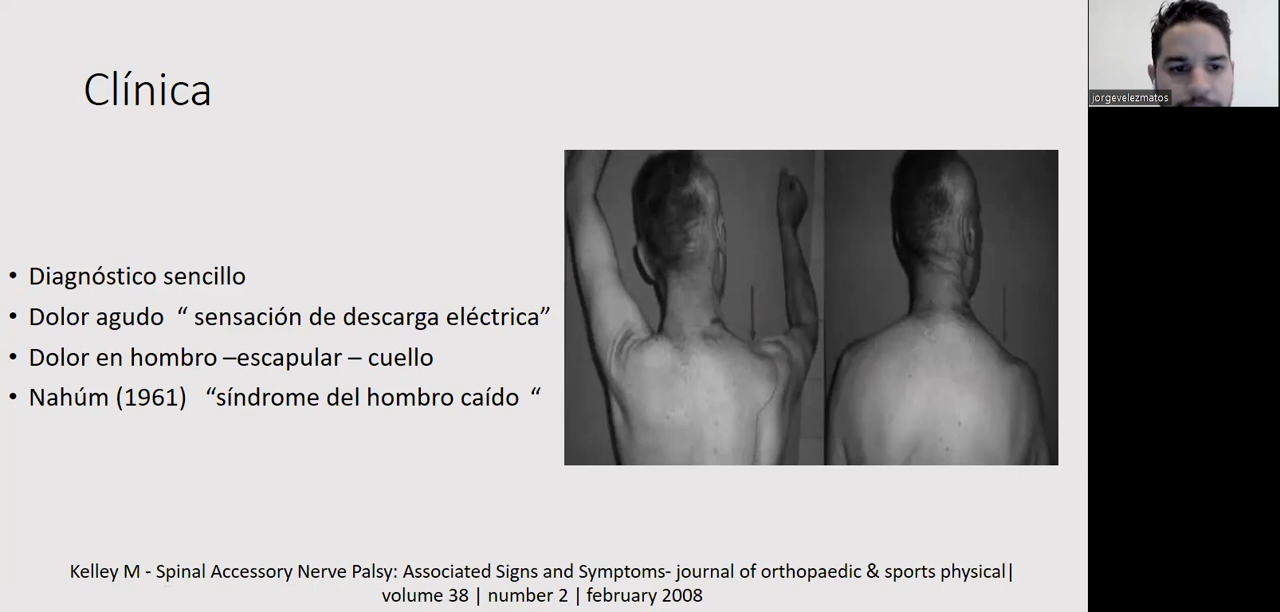 Clínica
jorgevelezmatos
• Diagnóstico sencillo
• Dolor agudo “ sensación de descarga eléctrica”
• Dolor en hombro –escapular – cuello
• Nahúm (1961) “síndrome del hombro caído “
Kelley M - Spinal Accessory Nerve Palsy: Associated Signs and Symptoms- journal of orthopaedic & sports physical|
volume 38 | number 2 | february 2008